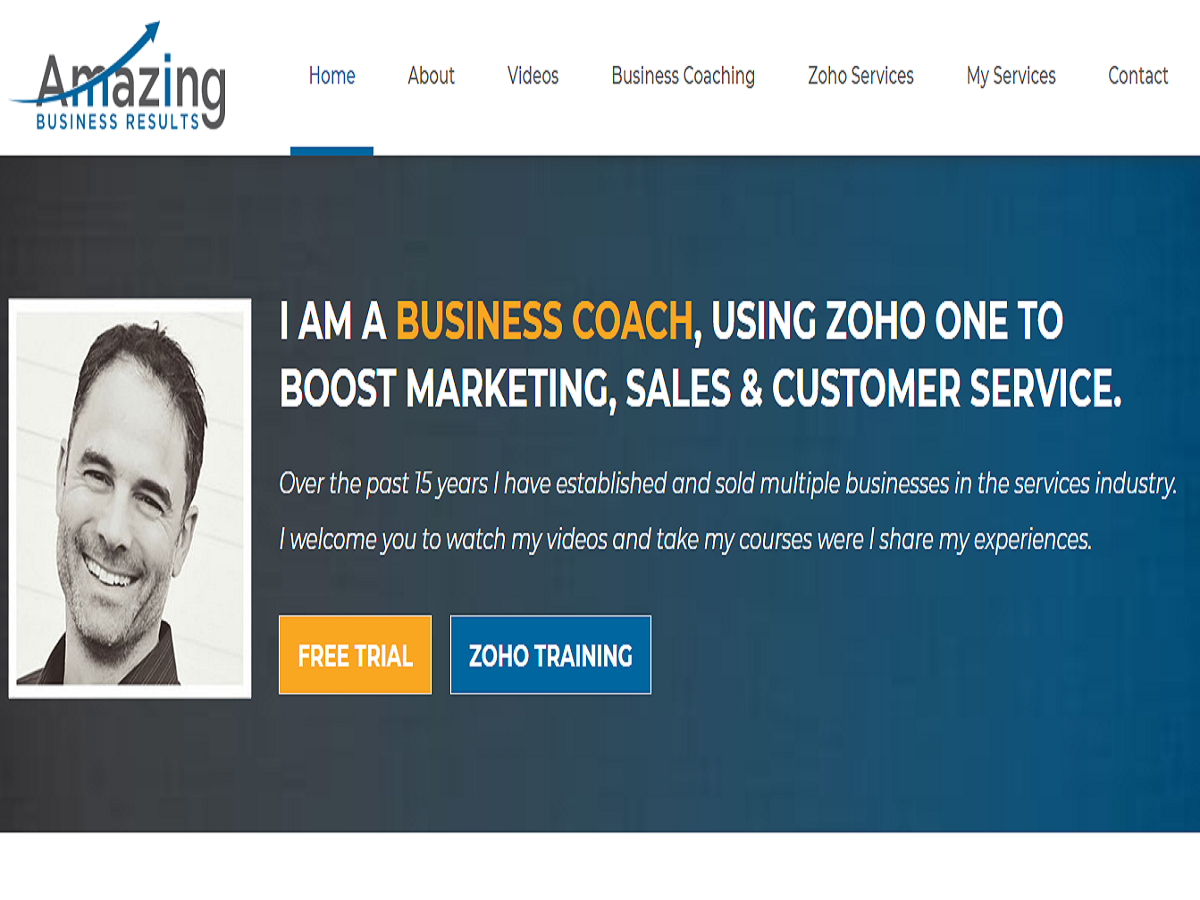 Amazing
BUSINESS RESULTS
Home About Videos Business Coaching Zoho Services My Services Contact
I AM A BUSINESS COACH, USING ZOHO ONE TO
BOOST MARKETING, SALES & CUSTOMER SERVICE.
Over the past 15 years I have established and sold multiple businesses in the services industry.
I welcome you to watch my videos and take my courses were I share my experiences.
FREE TRIAL ZOHO TRAINING